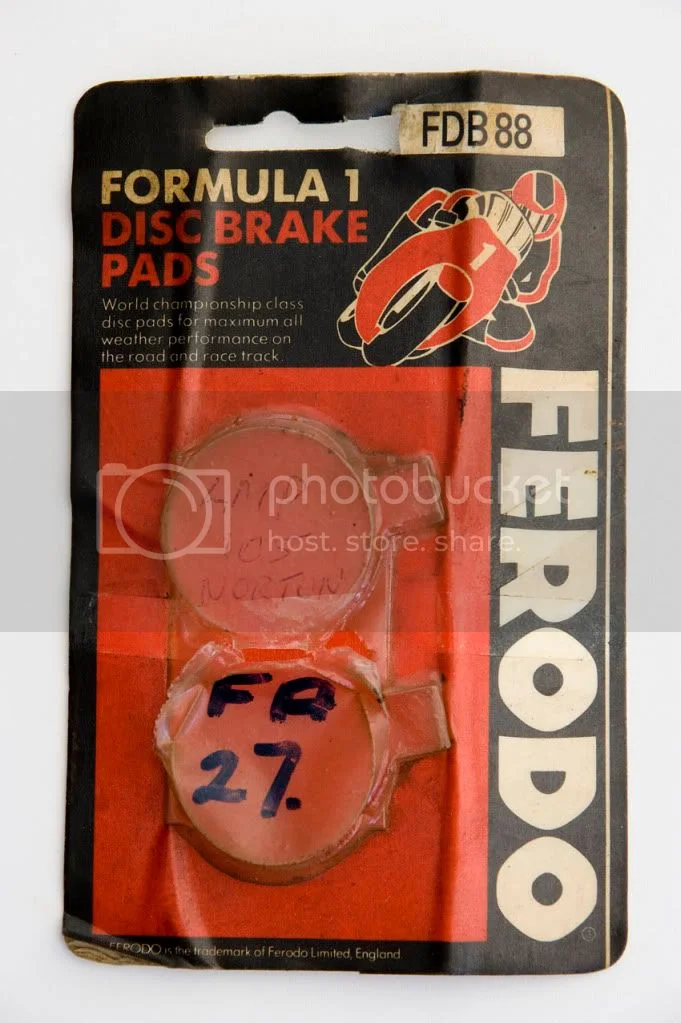 FDB 88
FORMULA 1
DISC BRAKE
PADS
World championship class
disc pads for maximum all
weather performance on
the road and race track.
1
FERODO
photobucket
host. store. share.
NORTON
FA
27.
FERODO is the trademark of Ferodo Limited, England.